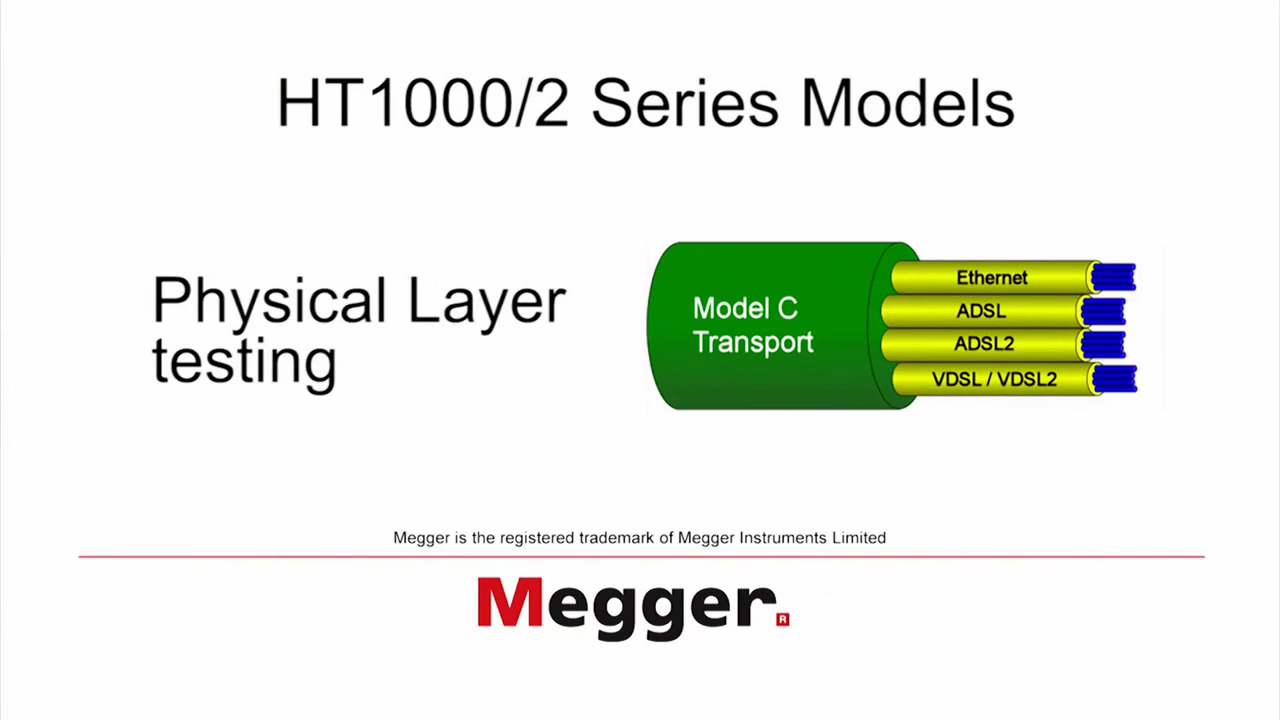 HT1000/2 Series Models
Physical Layer
testing
Model C
Transport
Ethernet
ADSL
ADSL2
VDSL / VDSL2
Megger is the registered trademark of Megger Instruments Limited
Megger.
R